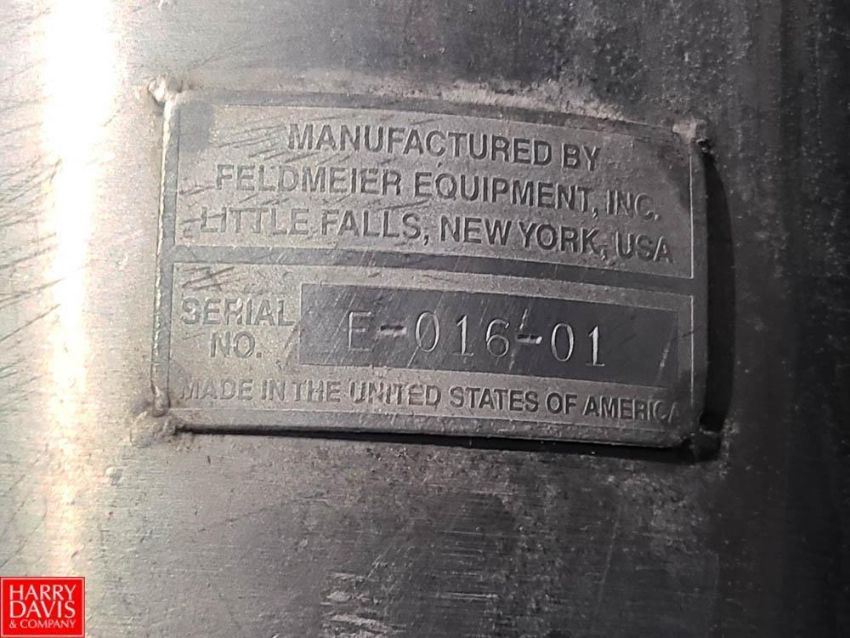 MANUFACTURED BY
FELDMEIER EQUIPMENT, INC.
LITTLE FALLS, NEW YORK, USA
SERIAL
NO.
E-016-01
MADE IN THE UNITED STATES OF AMERICA
HARRY
DAVIS
& COMPANY